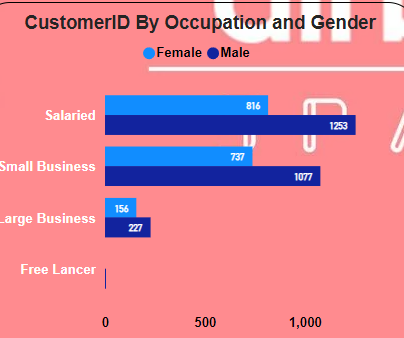 CustomerID By Occupation and Gender
Female Male
Salaried
816
1253
Small Business
737
1077
Large Business
156
227
Free Lancer
0 500 1,000